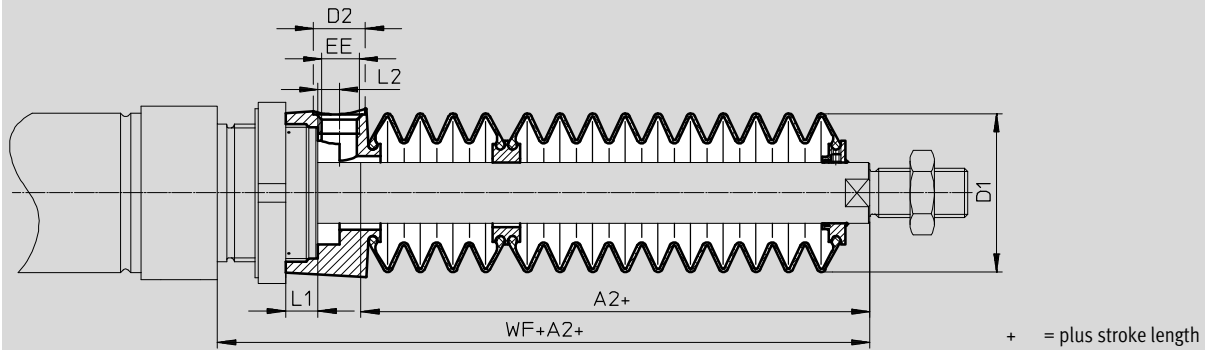 D2
EE
L2
D1
L1
A2+
WF+A2+
+ = plus stroke length